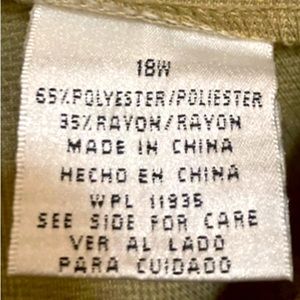 18W
65%POLYESTER/POLIESTER
35%RAYON/RAYON
MADE IN CHINA
HECHO EN CHINA
WPL 11935
SEE SIDE FOR CARE
VER AL LADO
PARA CUIDADO